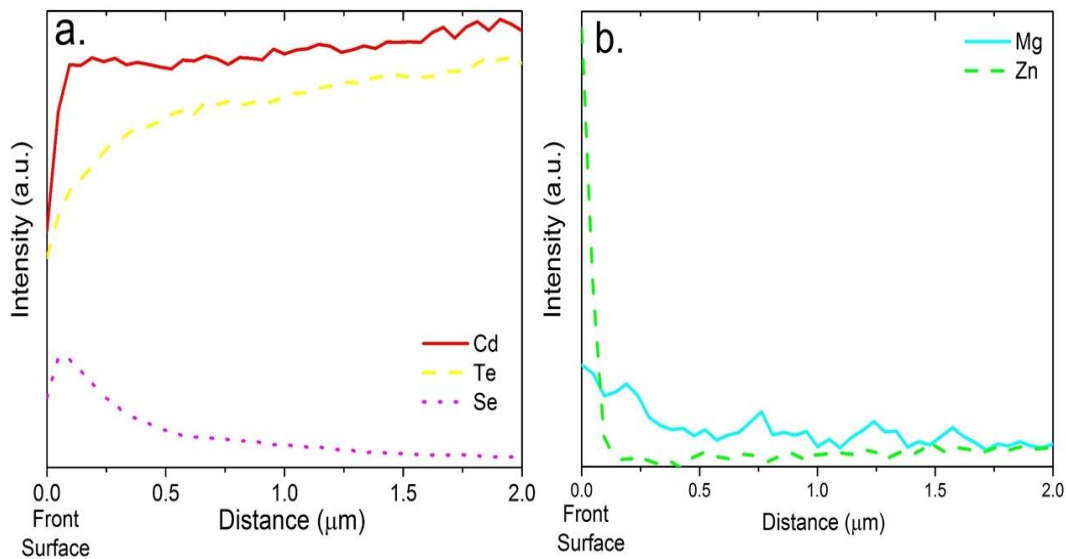 a.
Intensity (a.u.)
Cd
Te
Se
0.0
0.5
1.0
1.5
2.0
Front
Surface
Distance (μm)
b.
Mg
Zn
Intensity (a.u.)
0.0
0.5
1.0
1.5
2.0
Front
Surface
Distance (μm)